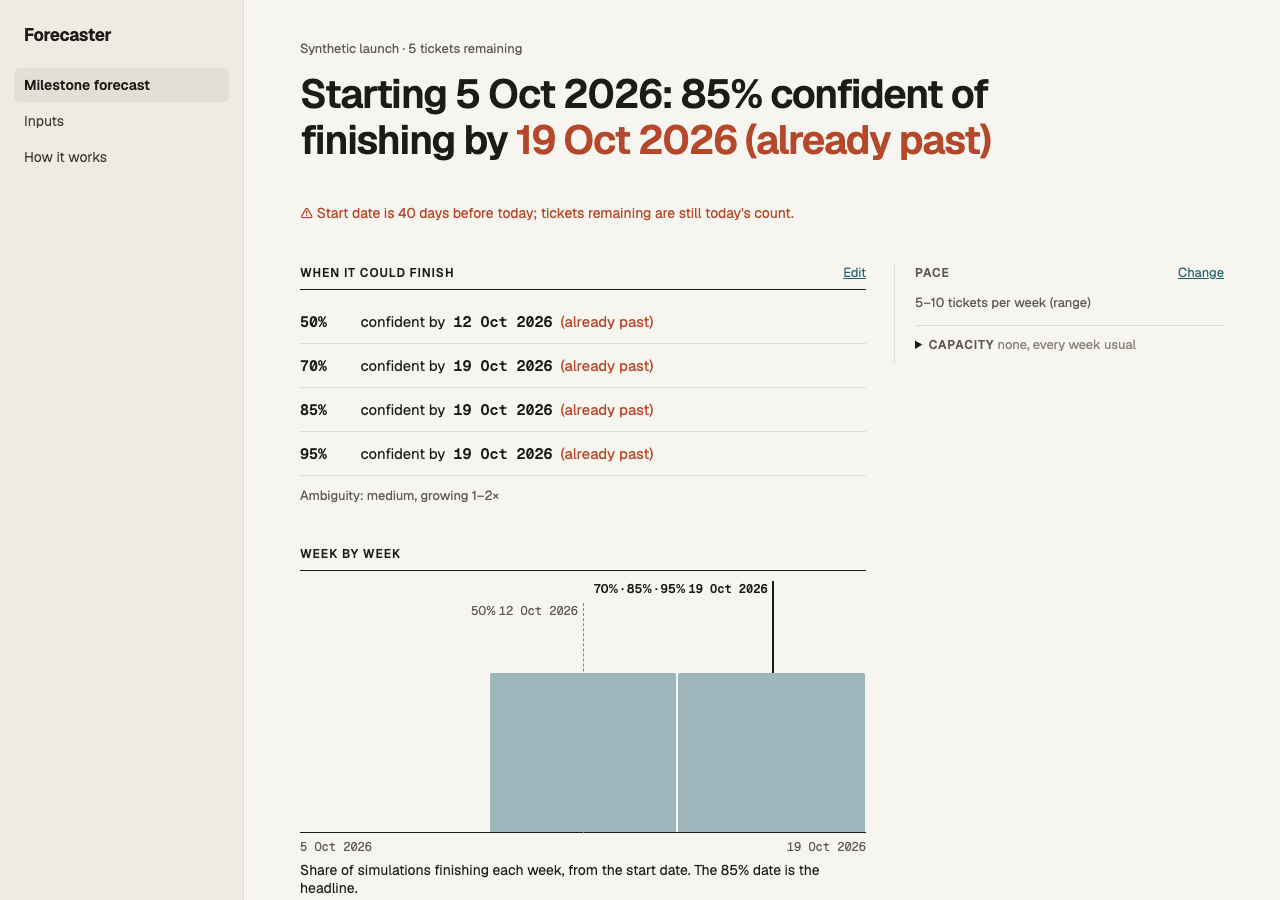 Forecaster
Milestone forecast
Inputs
How it works
Synthetic launch · 5 tickets remaining
Starting 5 Oct 2026: 85% confident of
finishing by 19 Oct 2026 (already past)
⚠ Start date is 40 days before today; tickets remaining are still today's count.
WHEN IT COULD FINISH
Edit
50% confident by 12 Oct 2026 (already past)
70% confident by 19 Oct 2026 (already past)
85% confident by 19 Oct 2026 (already past)
95% confident by 19 Oct 2026 (already past)
Ambiguity: medium, growing 1–2×
PACE
Change
5–10 tickets per week (range)
▶ CAPACITY none, every week usual
WEEK BY WEEK
70% · 85% · 95% 19 Oct 2026
50% 12 Oct 2026
5 Oct 2026
19 Oct 2026
Share of simulations finishing each week, from the start date. The 85% date is the
headline.